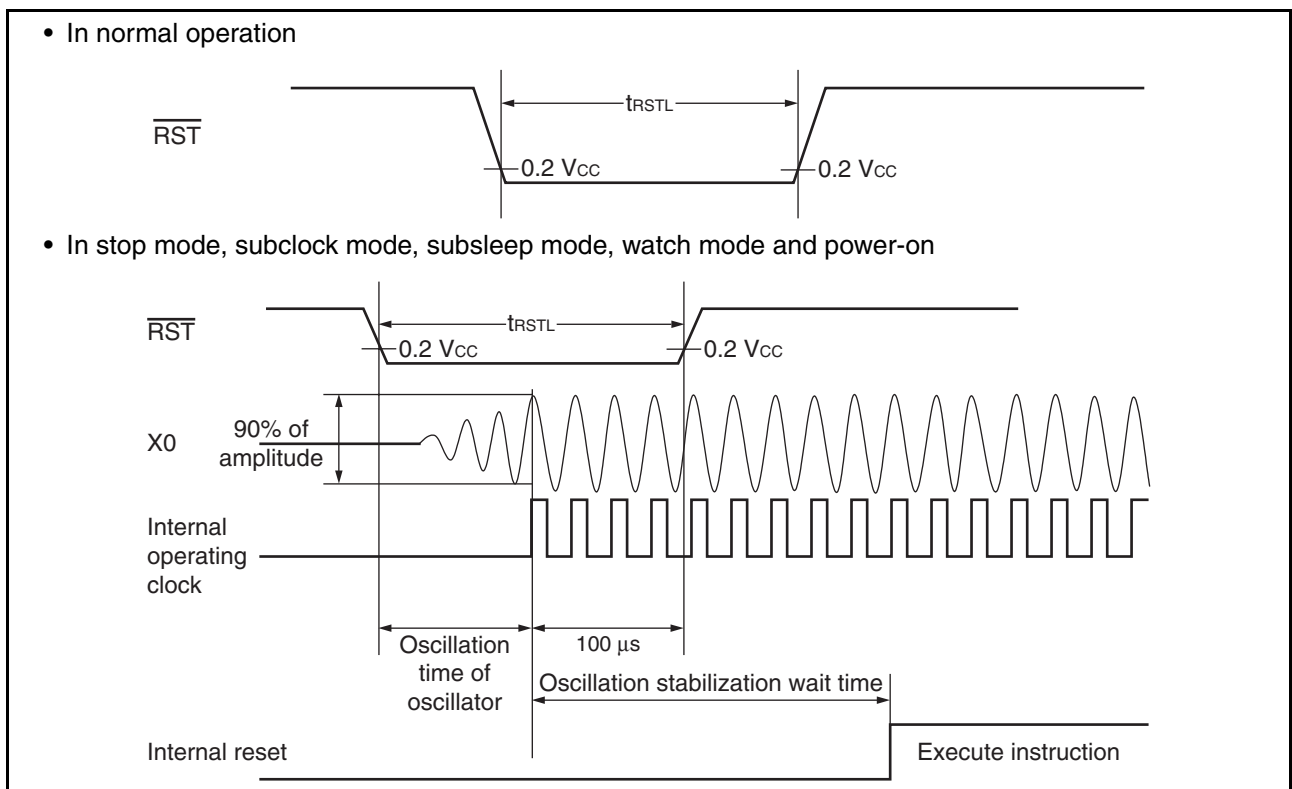 • In normal operation
tRSTL
RST
0.2 VCC
0.2 VCC
• In stop mode, subclock mode, subsleep mode, watch mode and power-on
RST
tRSTL
0.2 VCC
0.2 VCC
X0
90% of
amplitude
Internal
operating
clock
Oscillation
time of
oscillator
100 μs
Oscillation stabilization wait time
Internal reset
Execute instruction